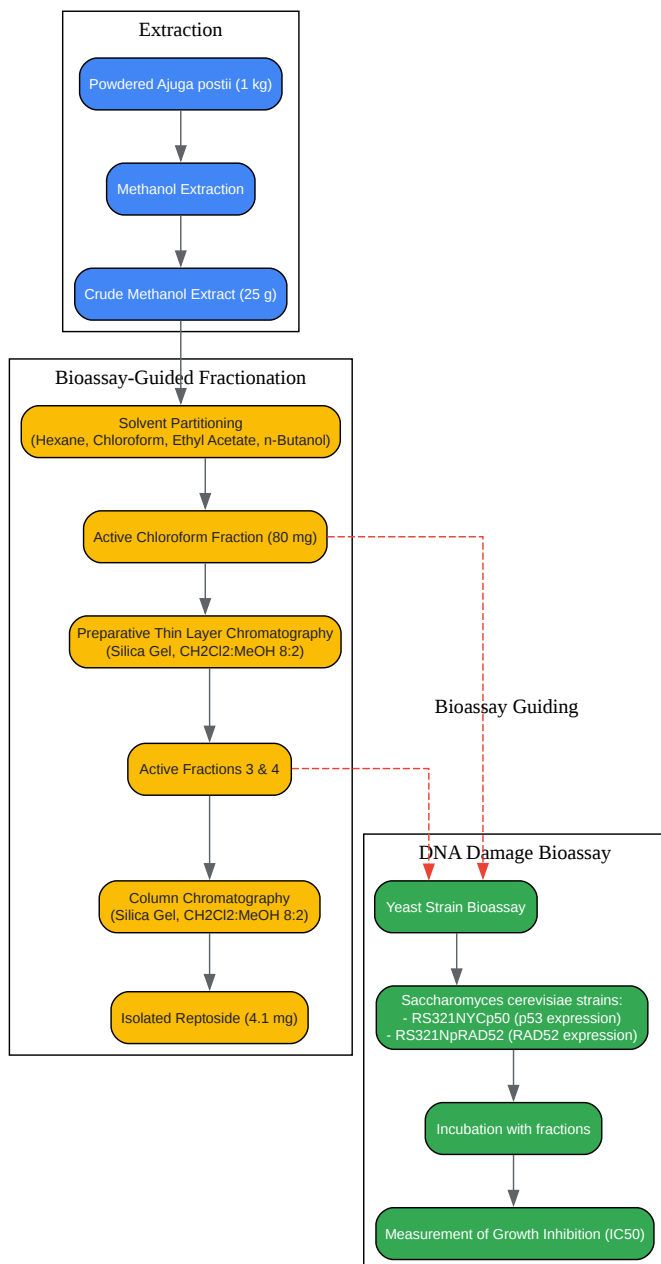 Extraction
Powdered Ajuga postii (1 kg)
Methanol Extraction
Crude Methanol Extract (25 g)
Bioassay-Guided Fractionation
Solvent Partitioning
(Hexane, Chloroform, Ethyl Acetate, n-Butanol)
Active Chloroform Fraction (80 mg)
Preparative Thin Layer Chromatography
(Silica Gel, CH2Cl2:MeOH 8:2)
Bioassay Guiding
Active Fractions 3 & 4
Column Chromatography
(Silica Gel, CH2Cl2:MeOH 8:2)
Isolated Reptoside (4.1 mg)
DNA Damage Bioassay
Yeast Strain Bioassay
Saccharomyces cerevisiae strains:
- RS321NYCp50 (p53 expression)
- RS321NpRAD52 (RAD52 expression)
Incubation with fractions
Measurement of Growth Inhibition (IC50)